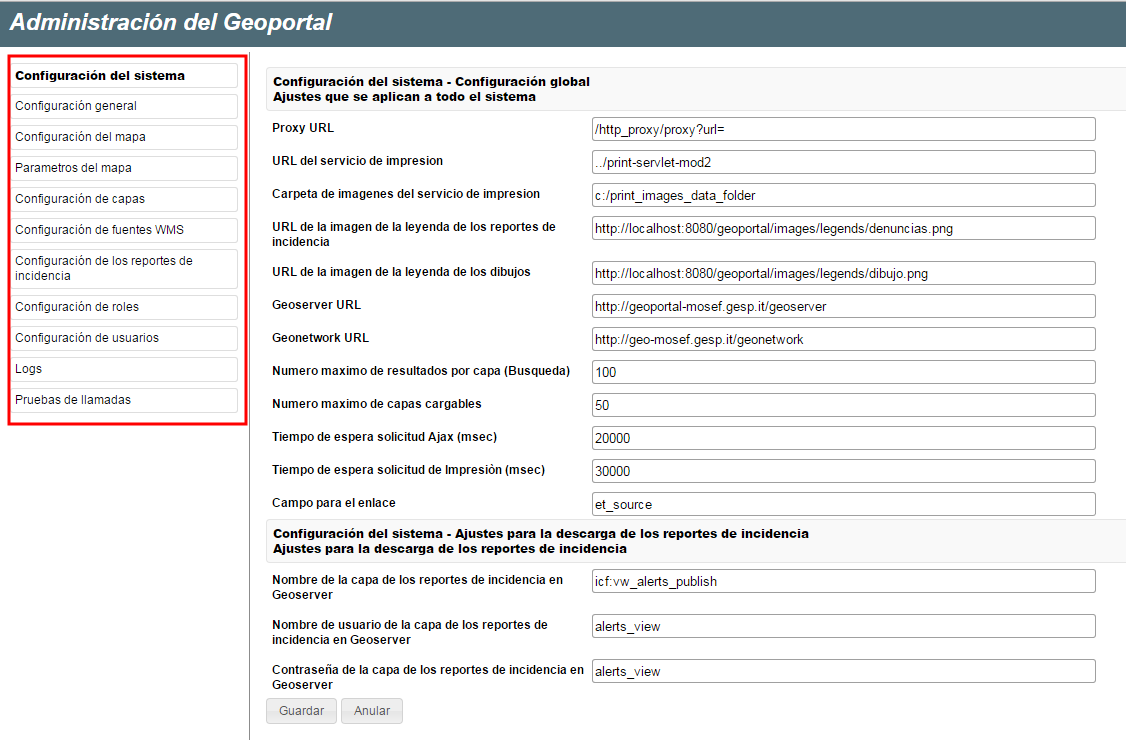 Administración del Geoportal
Configuración del sistema
Configuración general
Configuración del mapa
Parametros del mapa
Configuración de capas
Configuración de fuentes WMS
Configuración de los reportes de
incidencia
Configuración de roles
Configuración de usuarios
Logs
Pruebas de llamadas
Configuración del sistema - Configuración global
Ajustes que se aplican a todo el sistema
Proxy URL
/http_proxy/proxy?url=
URL del servicio de impresion
../print-servlet-mod2
Carpeta de imagenes del servicio de impresion
c:/print_images_data_folder
URL de la imagen de la leyenda de los reportes de
incidencia
http://localhost:8080/geoportal/images/legends/denuncias.png
URL de la imagen de la leyenda de los dibujos
http://localhost:8080/geoportal/images/legends/dibujo.png
Geoserver URL
http://geoportal-mosef.gesp.it/geoserver
Geonetwork URL
http://geo-mosef.gesp.it/geonetwork
Numero maximo de resultados por capa (Busqueda)
100
Numero maximo de capas cargables
50
Tiempo de espera solicitud Ajax (msec)
20000
Tiempo de espera solicitud de Impresiòn (msec)
30000
Campo para el enlace
et_source
Configuración del sistema - Ajustes para la descarga de los reportes de incidencia
Ajustes para la descarga de los reportes de incidencia
Nombre de la capa de los reportes de incidencia en
Geoserver
icf:vw_alerts_publish
Nombre de usuario de la capa de los reportes de
incidencia en Geoserver
alerts_view
Contraseña de la capa de los reportes de incidencia en
Geoserver
alerts_view
Guardar
Anular